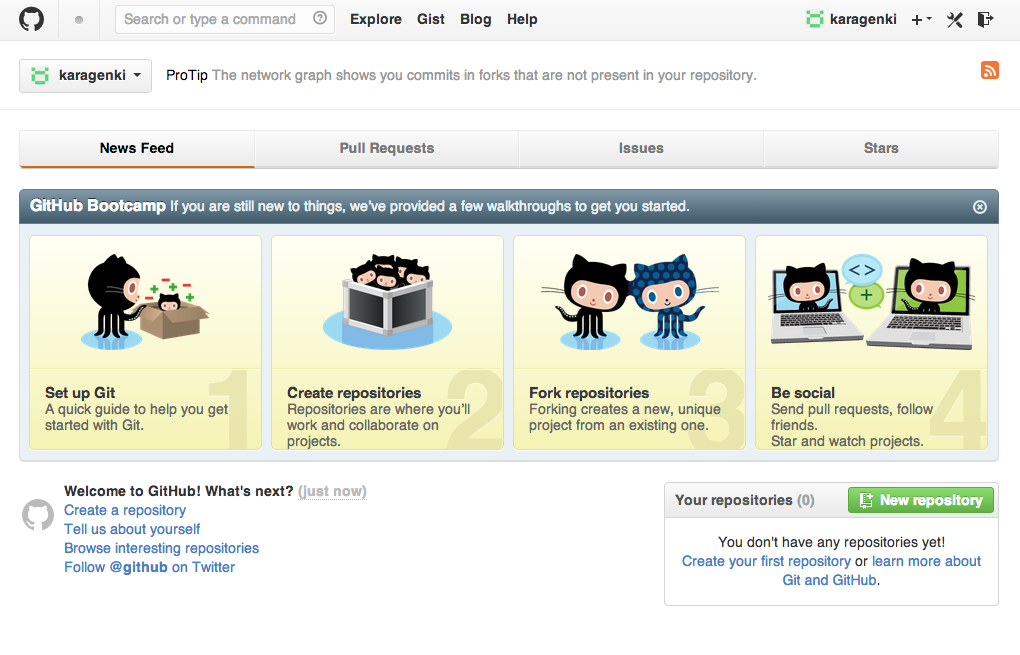 Search or type a command
Explore Gist Blog Help
karagenki
karagenki ProTip The network graph shows you commits in forks that are not present in your repository.
News Feed Pull Requests Issues Stars
GitHub Bootcamp If you are still new to things, we've provided a few walkthroughs to get you started.
1
Set up Git
A quick guide to help you get
started with Git.
2
Create repositories
Repositories are where you'll
work and collaborate on
projects.
3
Fork repositories
Forking creates a new, unique
project from an existing one.
4
Be social
Send pull requests, follow
friends.
Star and watch projects.
Welcome to GitHub! What's next? (just now)
Create a repository
Tell us about yourself
Browse interesting repositories
Follow @github on Twitter
Your repositories (0) New repository
You don't have any repositories yet!
Create your first repository or learn more about
Git and GitHub.